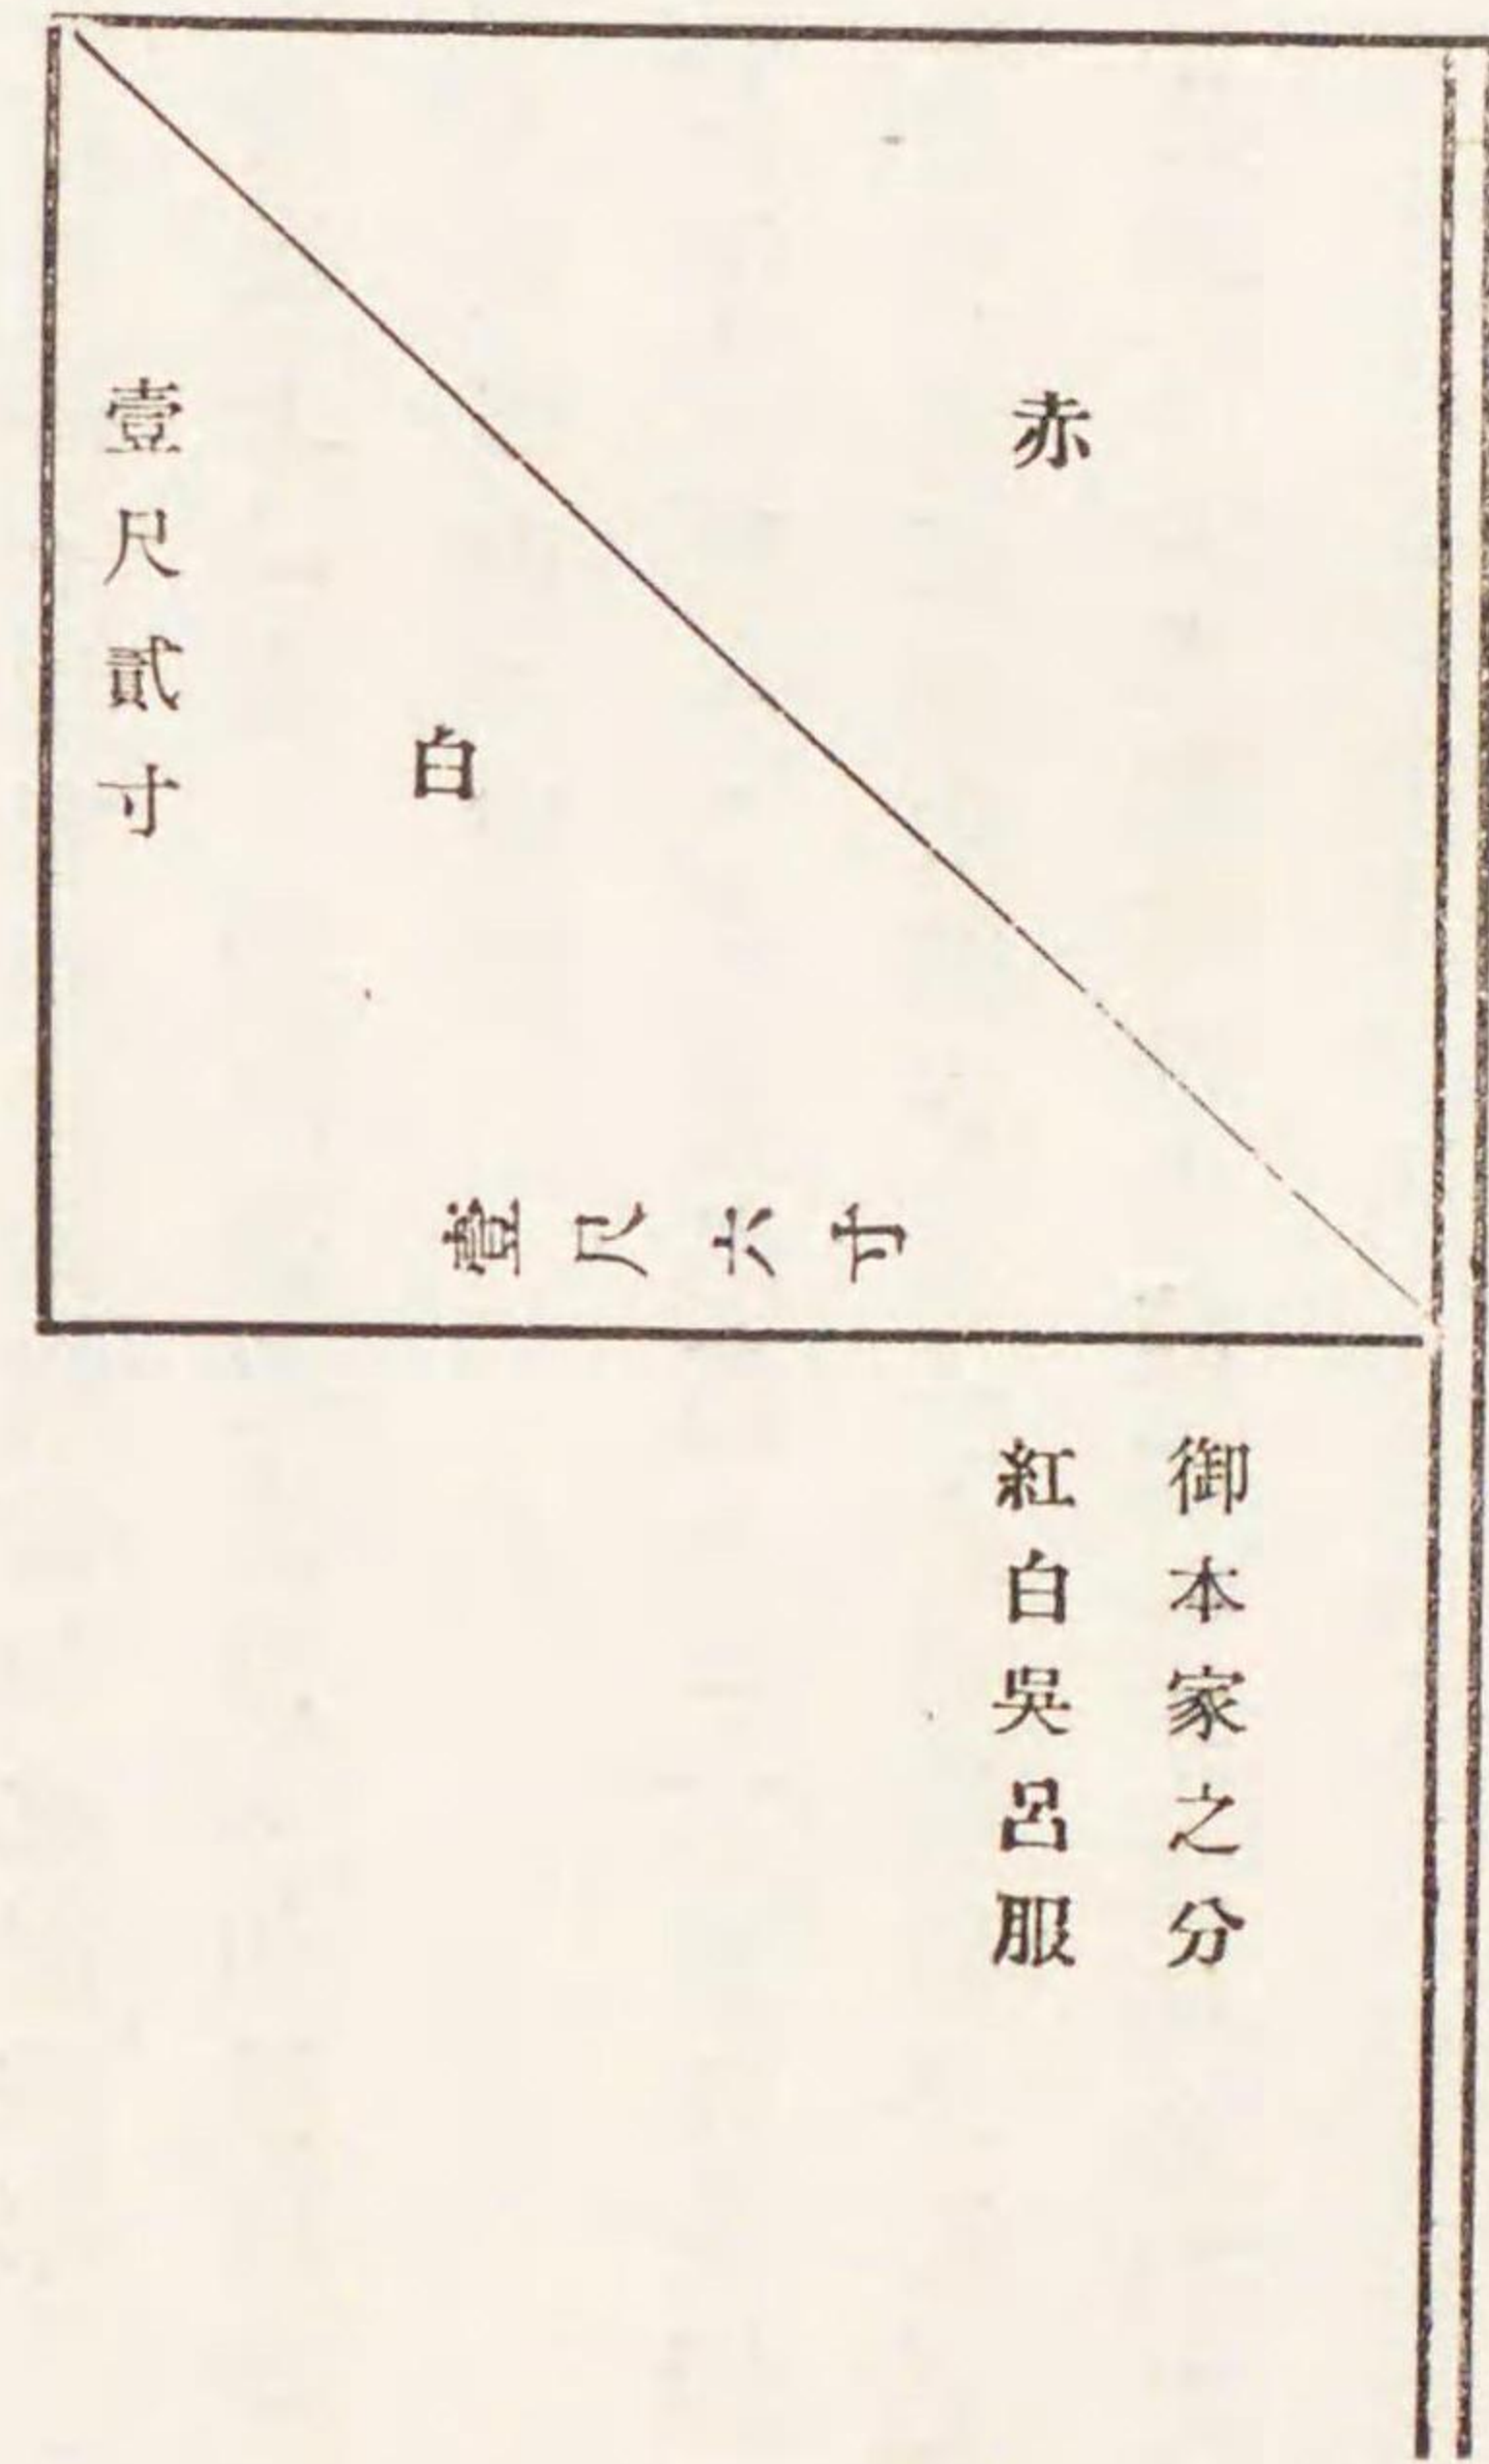 赤
白
壹尺貳寸
壹尺六寸
御本家之分
紅白吳呂服